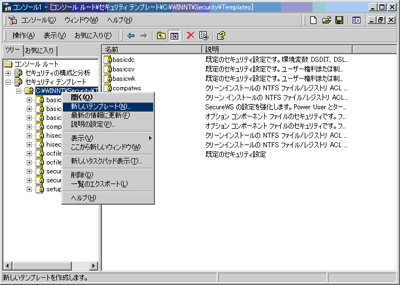 コンソール1 - [コンソール ルート¥セキュリティ テンプレート¥C:¥WINNT¥Security¥Templates]
コンソール(C) ウィンドウ(W) ヘルプ(H)
操作(A) 表示(V) お気に入り(F)
ツリー お気に入り
コンソール ルート
セキュリティの構成と分析
セキュリティ テンプレート
C:¥WINNT¥Security¥T
basic
basic
basic
comp
hisec
hisec
ocfile
ocfile
secur
secur
setup
開く(O)
新しいテンプレート(N)...
最新の情報に更新(F)
説明の設定(P)...
表示(V)
ここから新しいウィンドウ(W)
新しいタスクパッド表示(T)...
削除(D)
一覧のエクスポート(L)
ヘルプ(H)
名前 説明
basicdc 既定のセキュリティ設定です。環境変数 DSDIT, DSL...
basicsv 既定のセキュリティ設定です。ユーザー権利または制...
basicwk 既定のセキュリティ設定です。ユーザー権利または制...
compatws クリーンインストールの NTFS ファイル/レジストリ ACL ...
クリーン インストールの NTFS ファイル/レジストリ ACL ...
SecureWS の設定を強化します。Power User とター...
オプション コンポーネント ファイルのセキュリティです。フ...
オプション コンポーネント ファイルのセキュリティです。フ...
クリーンインストールの NTFS ファイル/レジストリ ACL ...
クリーンインストールの NTFS ファイル/レジストリ ACL ...
既定のセキュリティ設定
新しいテンプレートを作成します。